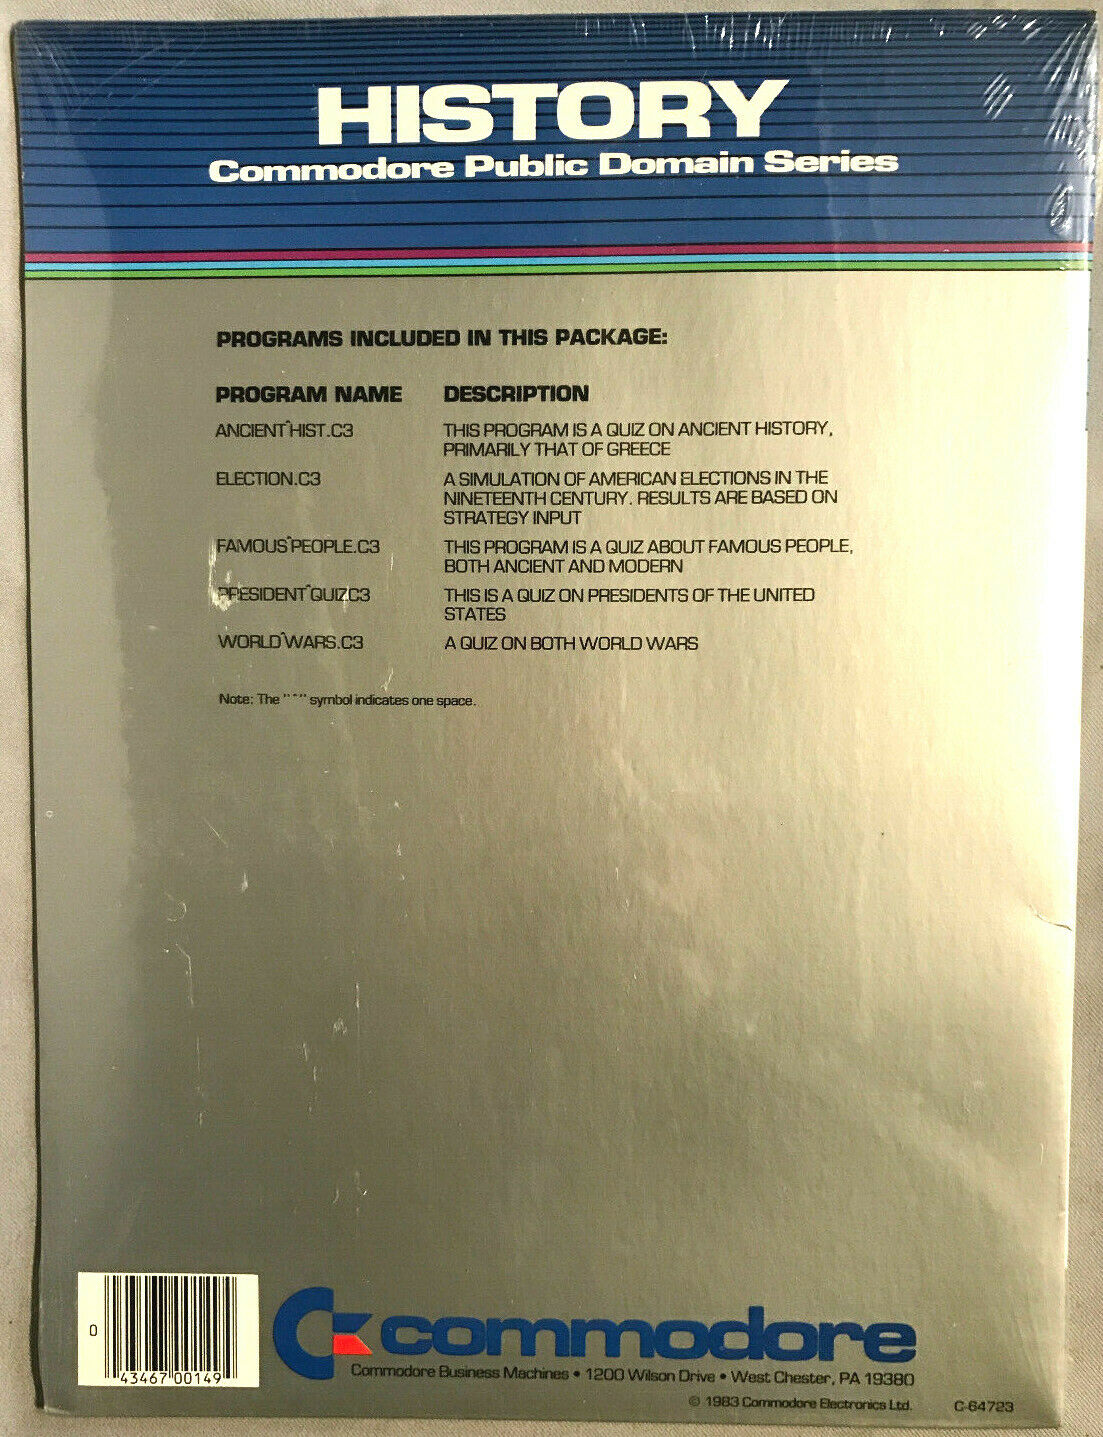 HISTORY
Commodore Public Domain Series
PROGRAMS INCLUDED IN THIS PACKAGE:
PROGRAM NAME DESCRIPTION
ANCIENT^HIST.C3 THIS PROGRAM IS A QUIZ ON ANCIENT HISTORY,
PRIMARILY THAT OF GREECE
ELECTION.C3 A SIMULATION OF AMERICAN ELECTIONS IN THE
NINETEENTH CENTURY. RESULTS ARE BASED ON
STRATEGY INPUT
FAMOUS^PEOPLE.C3 THIS PROGRAM IS A QUIZ ABOUT FAMOUS PEOPLE,
BOTH ANCIENT AND MODERN
PRESIDENT^QUIZC3 THIS IS A QUIZ ON PRESIDENTS OF THE UNITED
STATES
WORLD^WARS.C3 A QUIZ ON BOTH WORLD WARS
Note: The "^" symbol indicates one space.
0 43467 00149
commodore
Commodore Business Machines • 1200 Wilson Drive • West Chester, PA 19380
© 1983 Commodore Electronics Ltd. C-64723